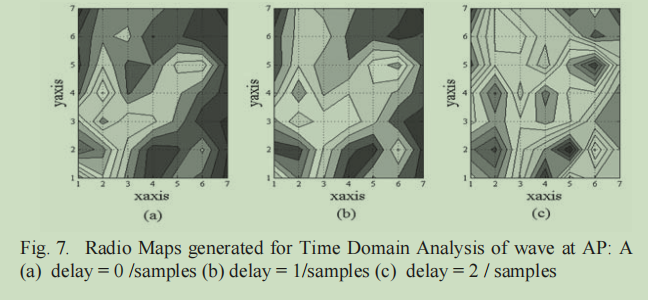 7 7 7
6 6 6
5 5 5
yaxis 4 yaxis 4 yaxis 4
3 3 3
2 2 2
1 1 1
1 2 3 4 5 6 7 1 2 3 4 5 6 7 1 2 3 4 5 6 7
xaxis xaxis xaxis
(a) (b) (c)
Fig. 7. Radio Maps generated for Time Domain Analysis of wave at AP: A
(a) delay = 0 /samples (b) delay = 1/samples (c) delay = 2 / samples